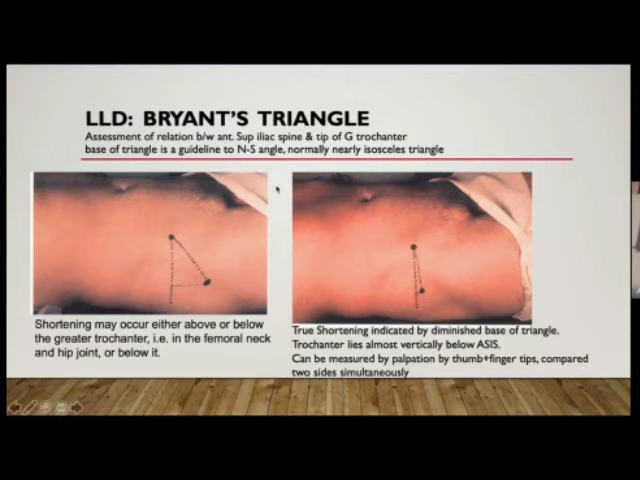 LLD: BRYANT'S TRIANGLE
Assessment of relation b/w ant. Sup iliac spine & tip of G trochanter
base of triangle is a guideline to N-S angle, normally nearly isosceles triangle
Shortening may occur either above or below
the greater trochanter, i.e. in the femoral neck
and hip joint, or below it.
True Shortening indicated by diminished base of triangle.
Trochanter lies almost vertically below ASIS.
Can be measured by palpation by thumb+finger tips, compared
two sides simultaneously